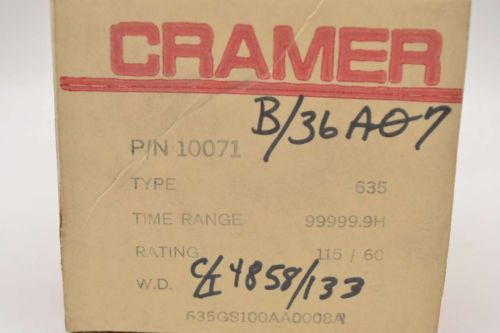 CRAMER
B/36A07
P/N 10071
TYPE 635
TIME RANGE 99999.9H
RATING 115 / 60
W.D. 4858/133
635GS100AA0008A